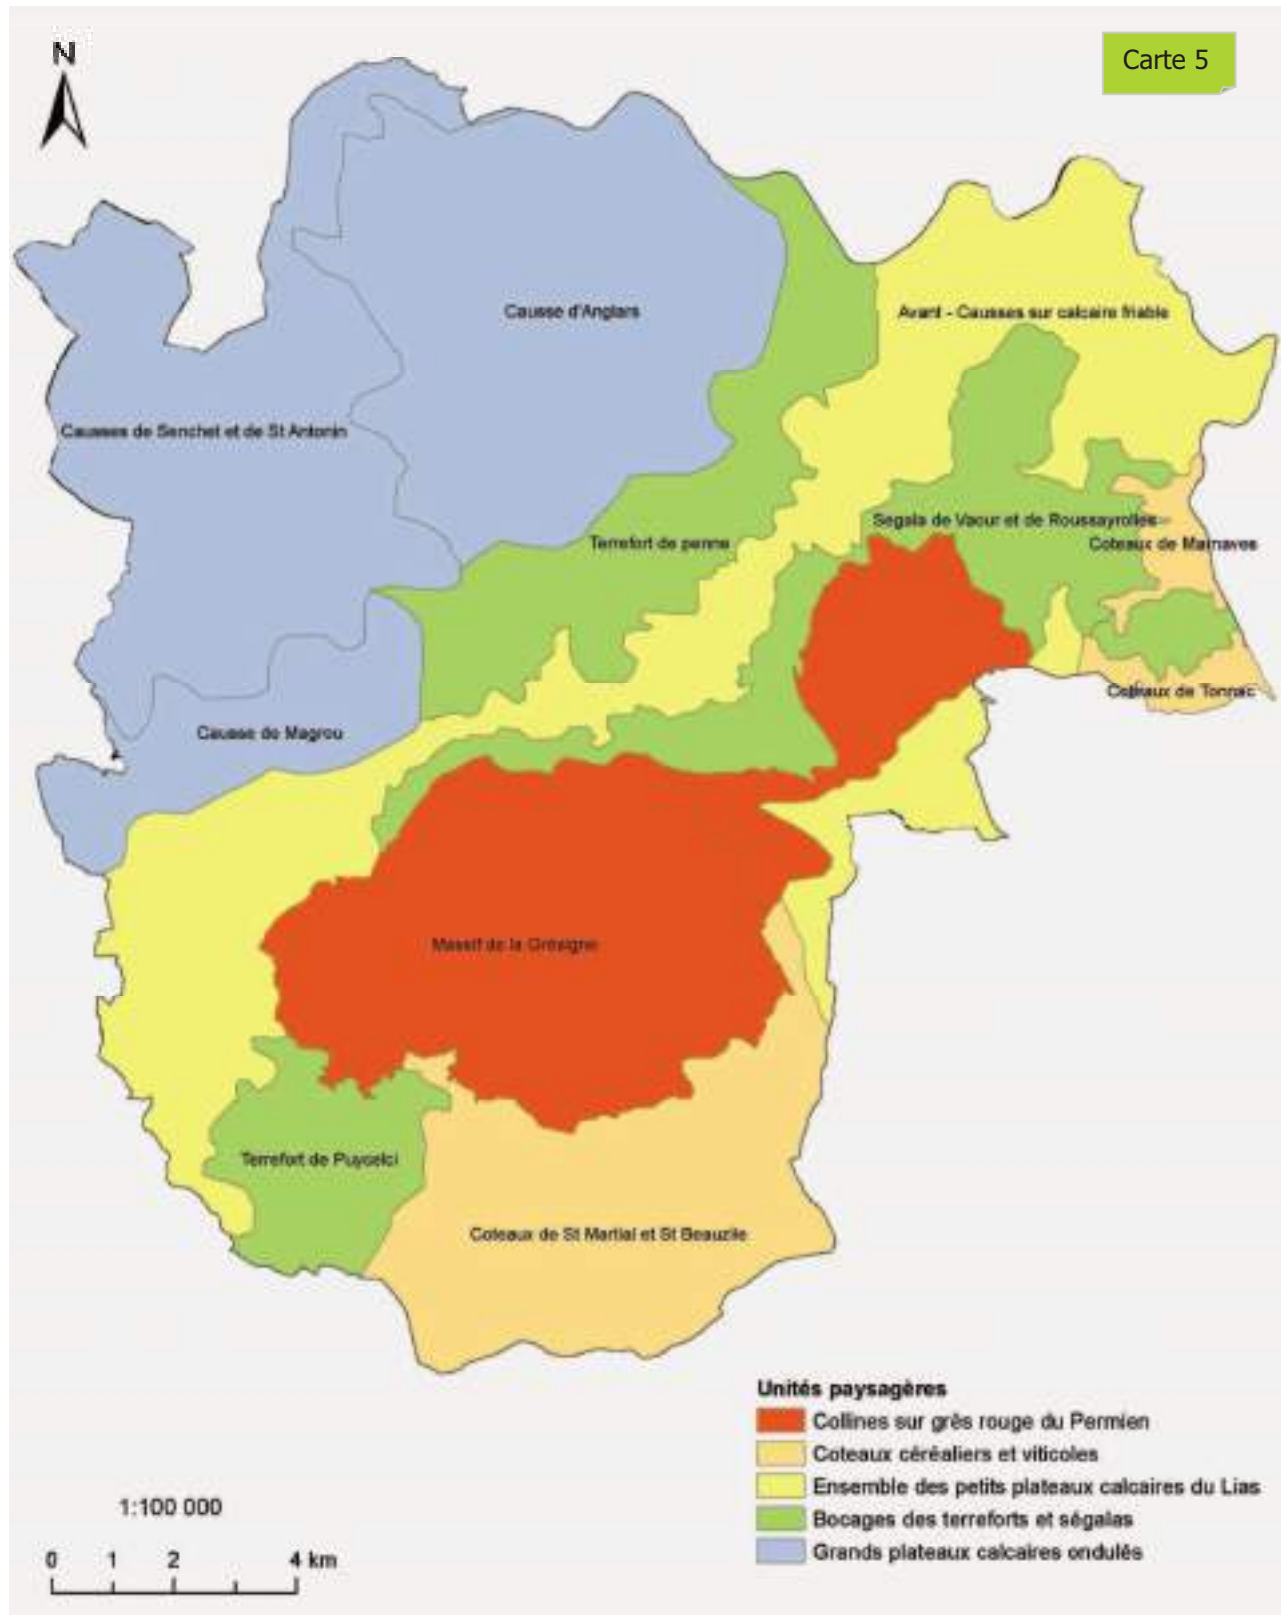 Carte 5
N
Causse d'Anglars
Avant - Causses sur calcaire friable
Causses de Senchet et de St Antonin
Segala de Vaour et de Roussayrolles
Terrefort de penne
Coteaux de Marnaves
Coteaux de Tonnac
Causse de Magrou
Massif de la Grésigne
Terrefort de Puycelci
Coteaux de St Martial et St Beauzile
Unités paysagères
Collines sur grès rouge du Permien
Coteaux céréaliers et viticoles
Ensemble des petits plateaux calcaires du Lias
Bocages des terreforts et ségalas
Grands plateaux calcaires ondulés
1:100 000
0 1 2 4 km